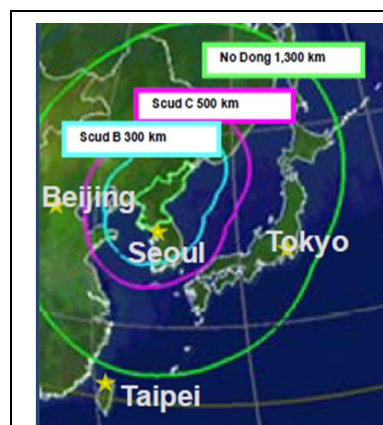 No Dong 1,300 km
Scud C 500 km
Scud B 300 km
Beijing
Seoul
Tokyo
Taipei